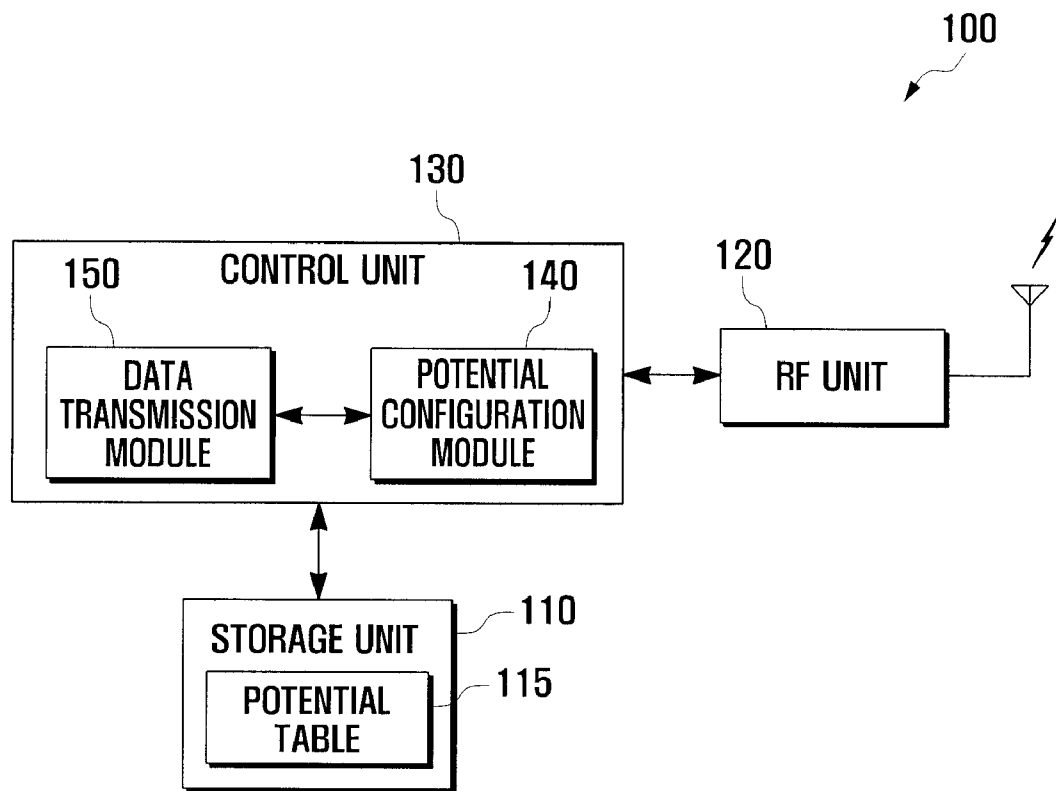 100
130
CONTROL UNIT
150
DATA
TRANSMISSION
MODULE
140
POTENTIAL
CONFIGURATION
MODULE
120
RF UNIT
110
STORAGE UNIT
115
POTENTIAL
TABLE